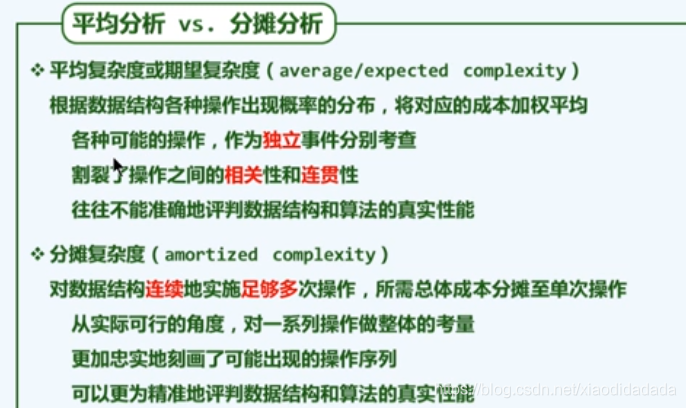 平均分析 vs. 分摊分析
❖ 平均复杂度或期望复杂度（average/expected complexity）
根据数据结构各种操作出现概率的分布，将对应的成本加权平均
各种可能的操作，作为独立事件分别考查
割裂了操作之间的相关性和连贯性
往往不能准确地评判数据结构和算法的真实性能
❖ 分摊复杂度（amortized complexity）
对数据结构连续地实施足够多次操作，所需总体成本分摊至单次操作
从实际可行的角度，对一系列操作做整体的考量
更加忠实地刻画了可能出现的操作序列
可以更为精准地评判数据结构和算法的真实性能
https://blog.csdn.net/xiaodidadada